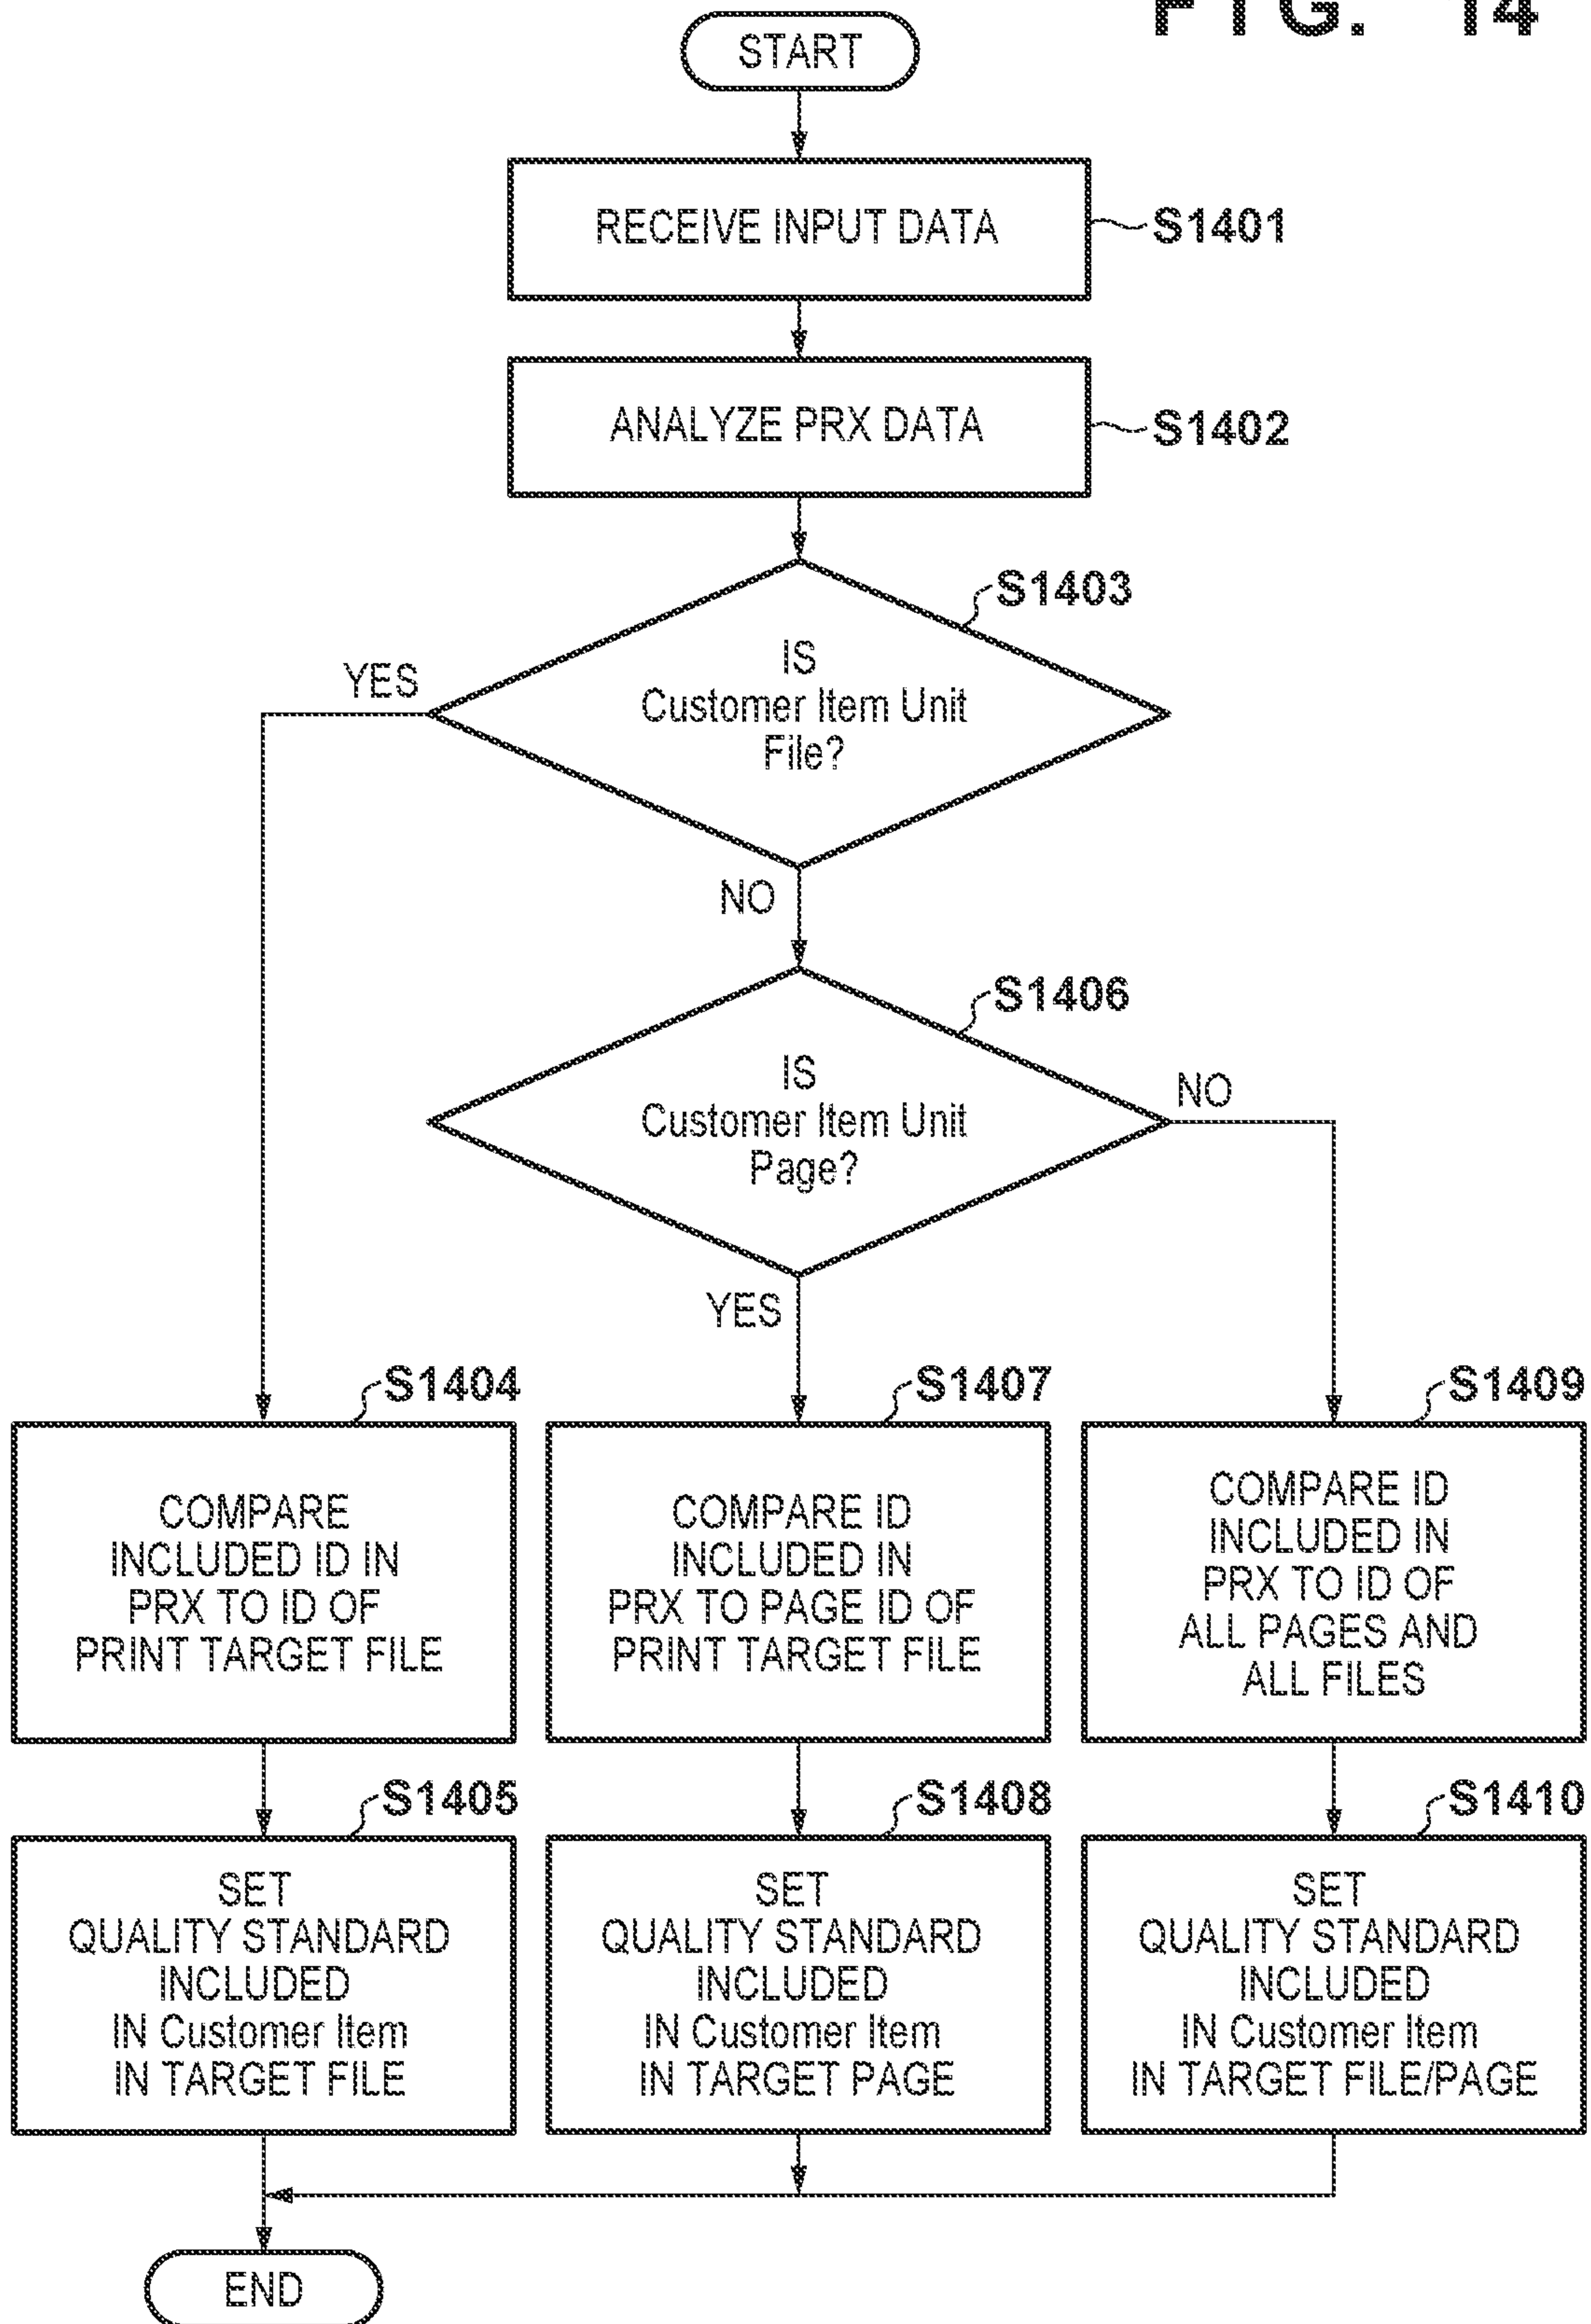 FIG. 14
START
RECEIVE INPUT DATA
S1401
ANALYZE PRX DATA
S1402
S1403
IS
Customer Item Unit
File?
YES
NO
S1406
IS
Customer Item Unit
Page?
NO
YES
S1404
COMPARE
INCLUDED ID IN
PRX TO ID OF
PRINT TARGET FILE
S1407
COMPARE ID
INCLUDED IN
PRX TO PAGE ID OF
PRINT TARGET FILE
S1409
COMPARE ID
INCLUDED IN
PRX TO ID OF
ALL PAGES AND
ALL FILES
S1405
SET
QUALITY STANDARD
INCLUDED
IN Customer Item
IN TARGET FILE
S1408
SET
QUALITY STANDARD
INCLUDED
IN Customer Item
IN TARGET PAGE
S1410
SET
QUALITY STANDARD
INCLUDED
IN Customer Item
IN TARGET FILE/PAGE
END